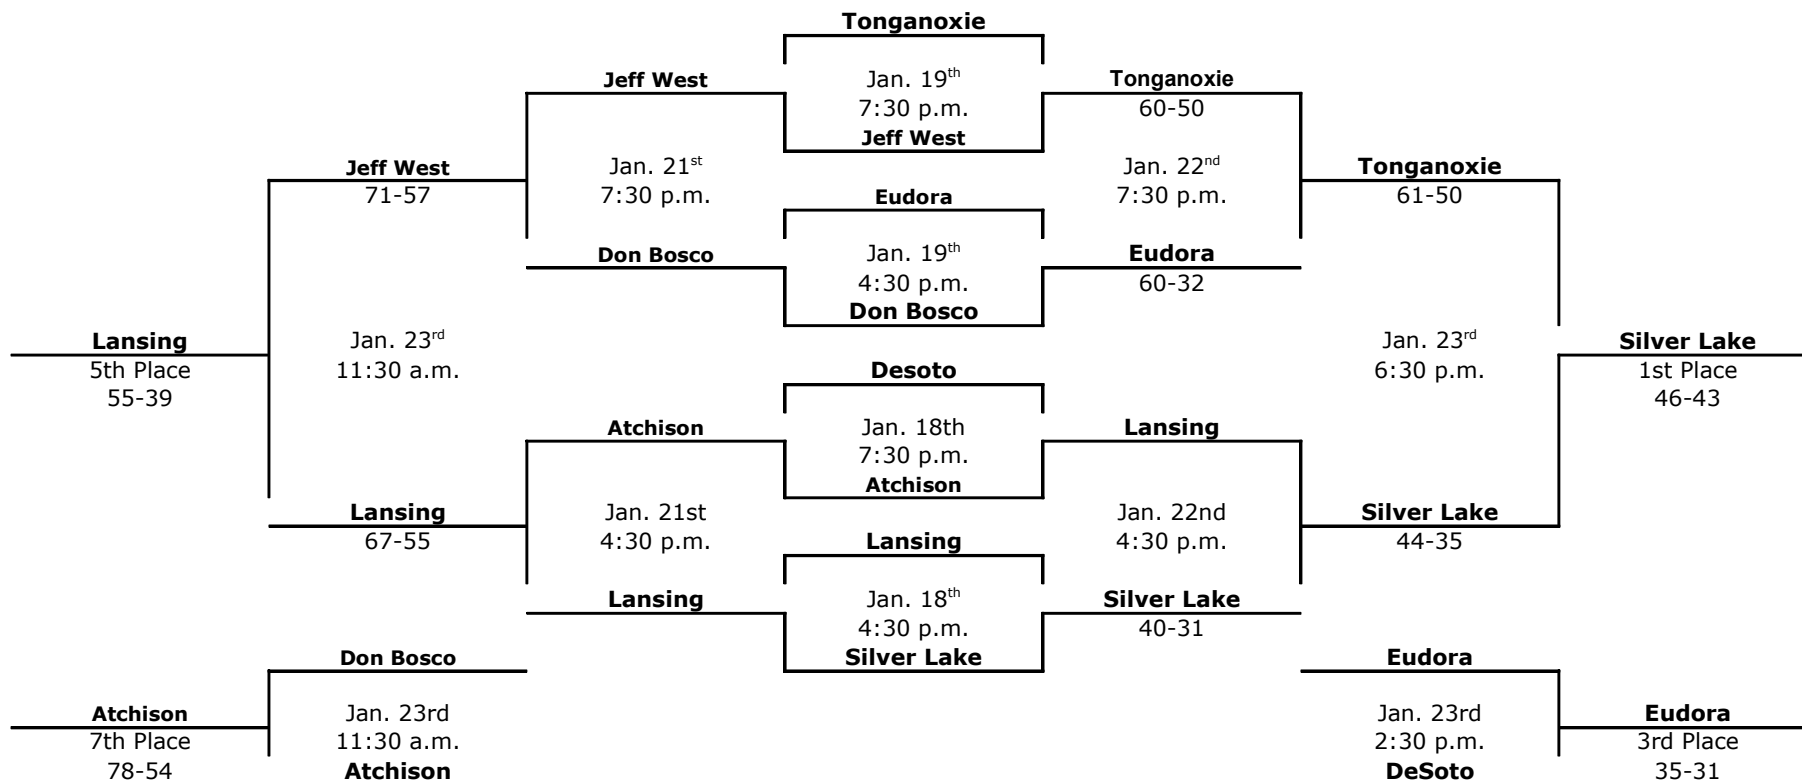 Tonganoxie
Jeff West
Jan. 19th
Tonganoxie
7:30 p.m.
60-50
Jeff West
Jeff West
Jan. 21st
Jan. 22nd
Tonganoxie
71-57
7:30 p.m.
Eudora
7:30 p.m.
61-50
Don Bosco
Jan. 19th
Eudora
4:30 p.m.
60-32
Don Bosco
Lansing
Jan. 23rd
Jan. 23rd
Silver Lake
5th Place
11:30 a.m.
Desoto
6:30 p.m.
1st Place
55-39
46-43
Atchison
Jan. 18th
Lansing
7:30 p.m.
Atchison
Lansing
Jan. 21st
Jan. 22nd
Silver Lake
67-55
4:30 p.m.
Lansing
4:30 p.m.
44-35
Lansing
Jan. 18th
Silver Lake
4:30 p.m.
40-31
Don Bosco
Silver Lake
Eudora
Atchison
Jan. 23rd
Jan. 23rd
Eudora
7th Place
11:30 a.m.
2:30 p.m.
3rd Place
78-54
Atchison
DeSoto
35-31